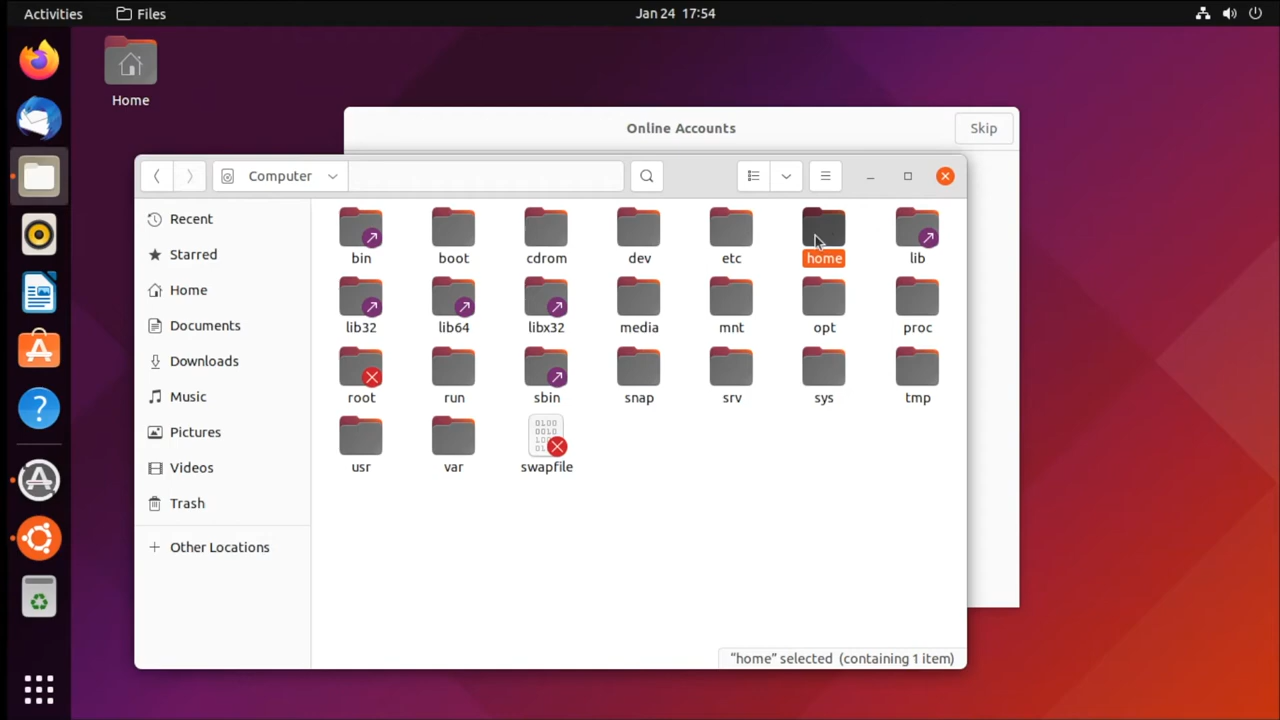 Activities
Files
Jan 24 17:54
Home
Online Accounts
Skip
Computer
Recent
Starred
Home
Documents
Downloads
Music
Pictures
Videos
Trash
Other Locations
bin boot cdrom dev etc home lib
lib32 lib64 libx32 media mnt opt proc
root run sbin snap srv sys tmp
usr var swapfile
“home” selected (containing 1 item)